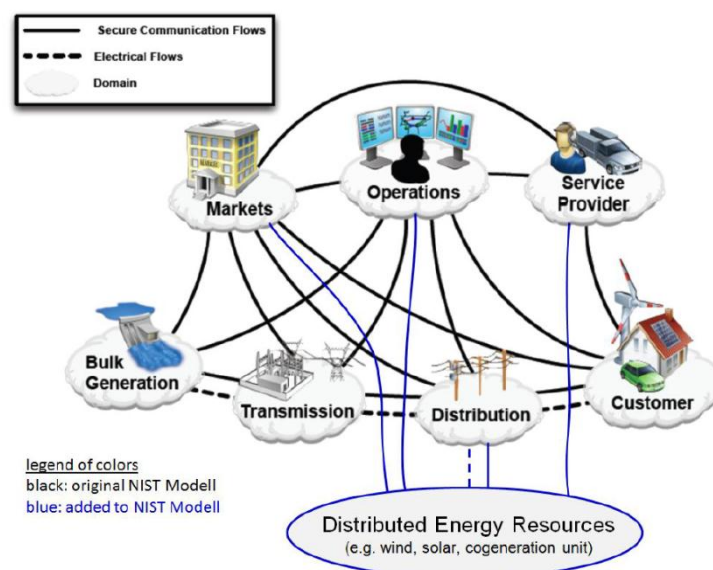 Secure Communication Flows
Electrical Flows
Domain
Markets
Operations
Service
Provider
Bulk
Generation
Transmission
Distribution
Customer
legend of colors
black: original NIST Modell
blue: added to NIST Modell
Distributed Energy Resources
(e.g. wind, solar, cogeneration unit)